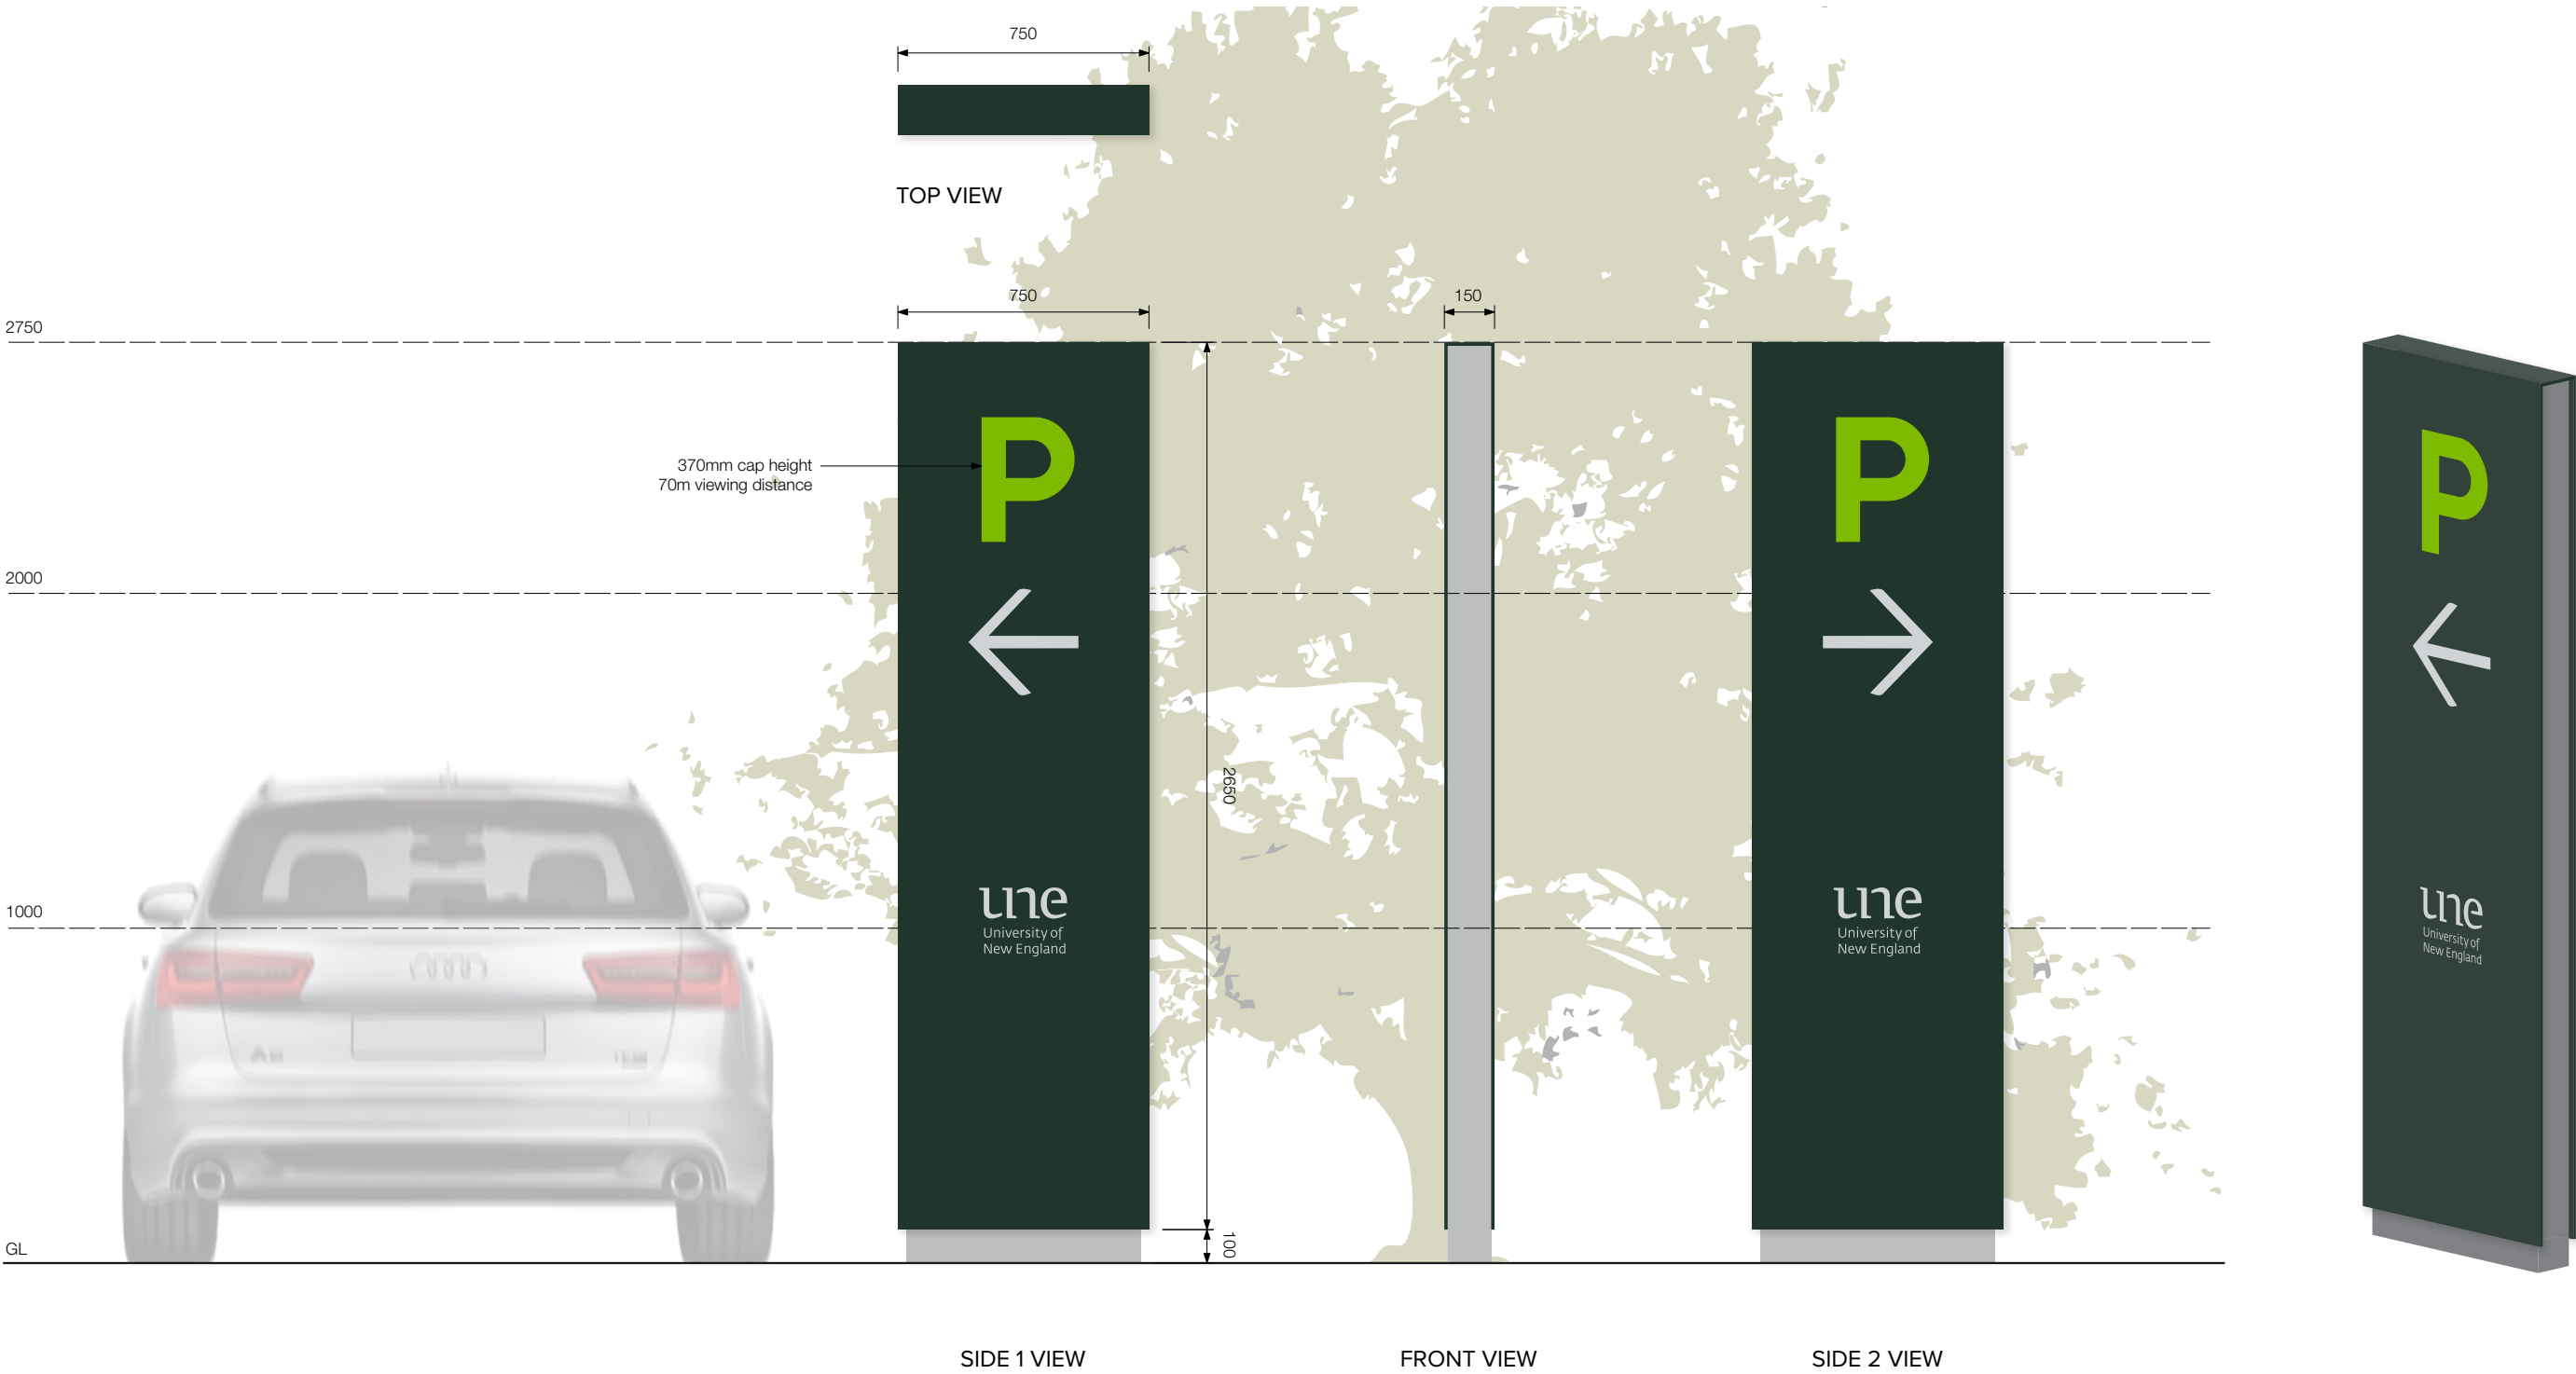 750
TOP VIEW
750
150
2750
P
P
P
370mm cap height
70m viewing distance
2000
2650
une
University of
New England
une
University of
New England
une
University of
New England
1000
A6
100
GL
SIDE 1 VIEW
FRONT VIEW
SIDE 2 VIEW